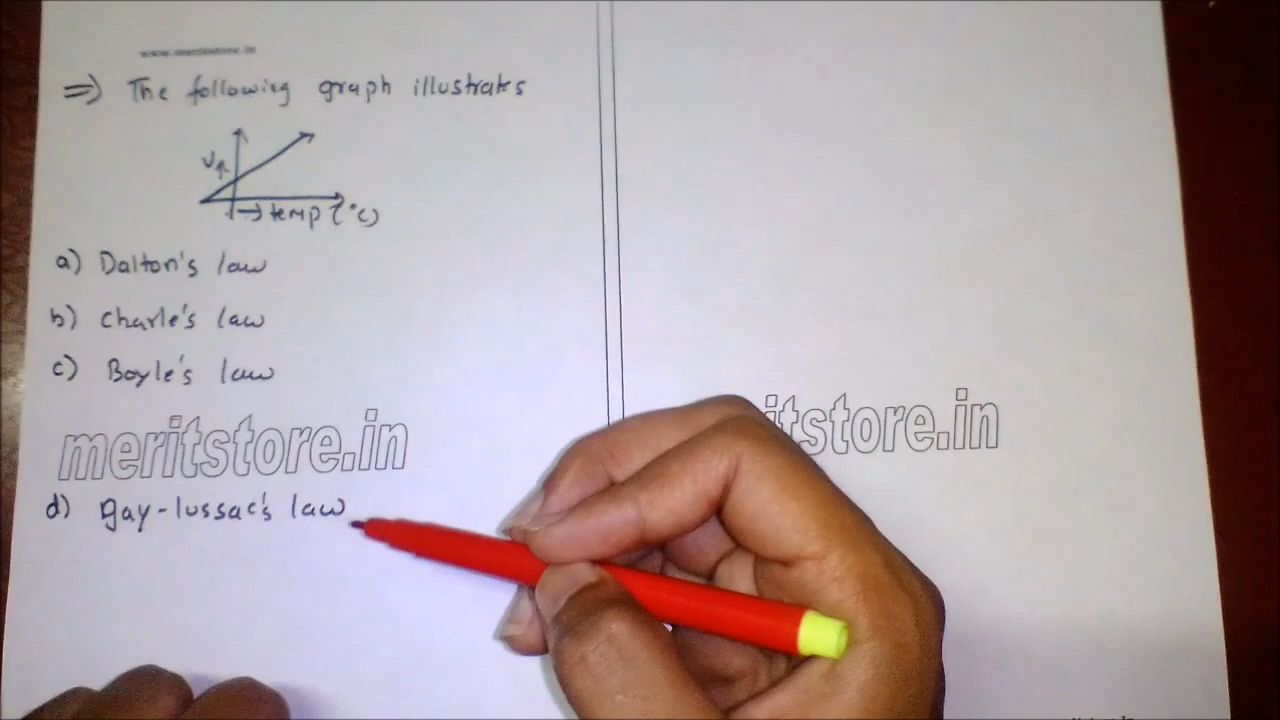 www.meritstore.in
⇒) The following graph illustrates
V↑
→ temp (°C)
a) Dalton's law
b) Charle's law
c) Boyle's law
meritstore.in
d) gay-lussac's law
itstore.in